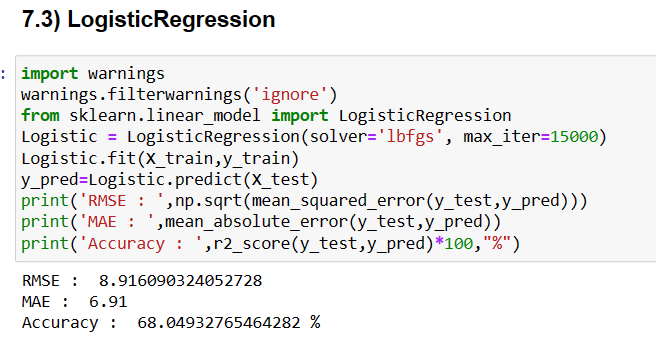 7.3) LogisticRegression
:
import warnings
warnings.filterwarnings('ignore')
from sklearn.linear_model import LogisticRegression
Logistic = LogisticRegression(solver='lbfgs', max_iter=15000)
Logistic.fit(X_train,y_train)
y_pred=Logistic.predict(X_test)
print('RMSE : ',np.sqrt(mean_squared_error(y_test,y_pred)))
print('MAE : ',mean_absolute_error(y_test,y_pred))
print('Accuracy : ',r2_score(y_test,y_pred)*100,"%")
RMSE :  8.916090324052728
MAE :  6.91
Accuracy :  68.04932765464282 %